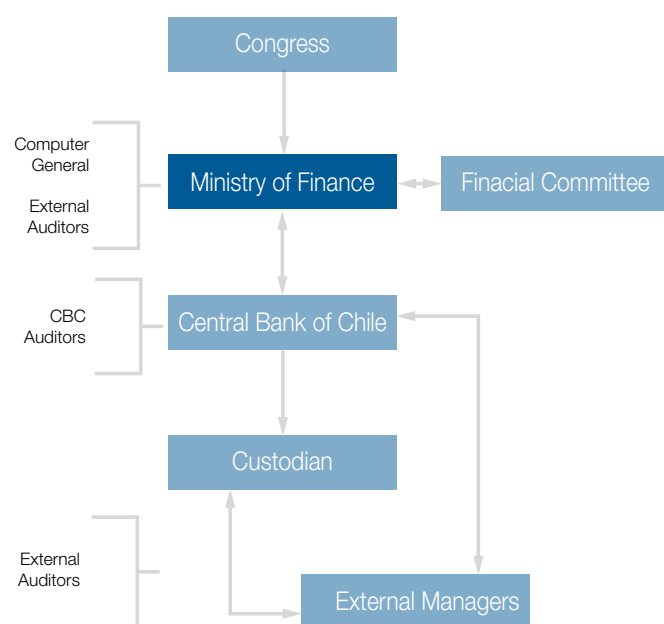 Congress
Computer
General
External
Auditors
Ministry of Finance
Finacial Committee
CBC
Auditors
Central Bank of Chile
Custodian
External
Auditors
External Managers